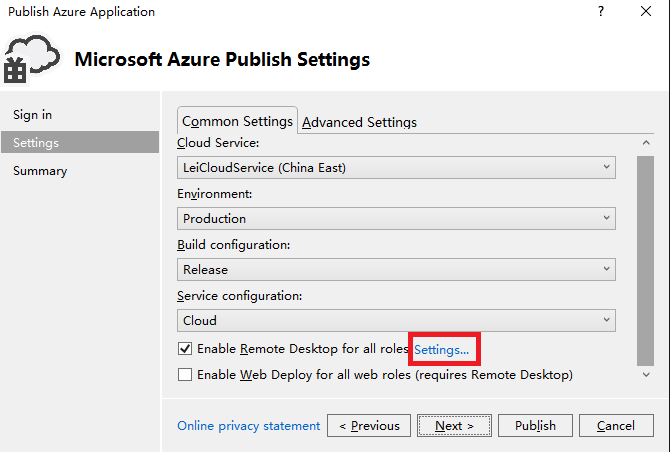 Publish Azure Application
Microsoft Azure Publish Settings
Sign in
Settings
Summary
Common Settings
Advanced Settings
Cloud Service:
LeiCloudService (China East)
Environment:
Production
Build configuration:
Release
Service configuration:
Cloud
Enable Remote Desktop for all roles Settings...
Enable Web Deploy for all web roles (requires Remote Desktop)
Online privacy statement
< Previous
Next >
Publish
Cancel